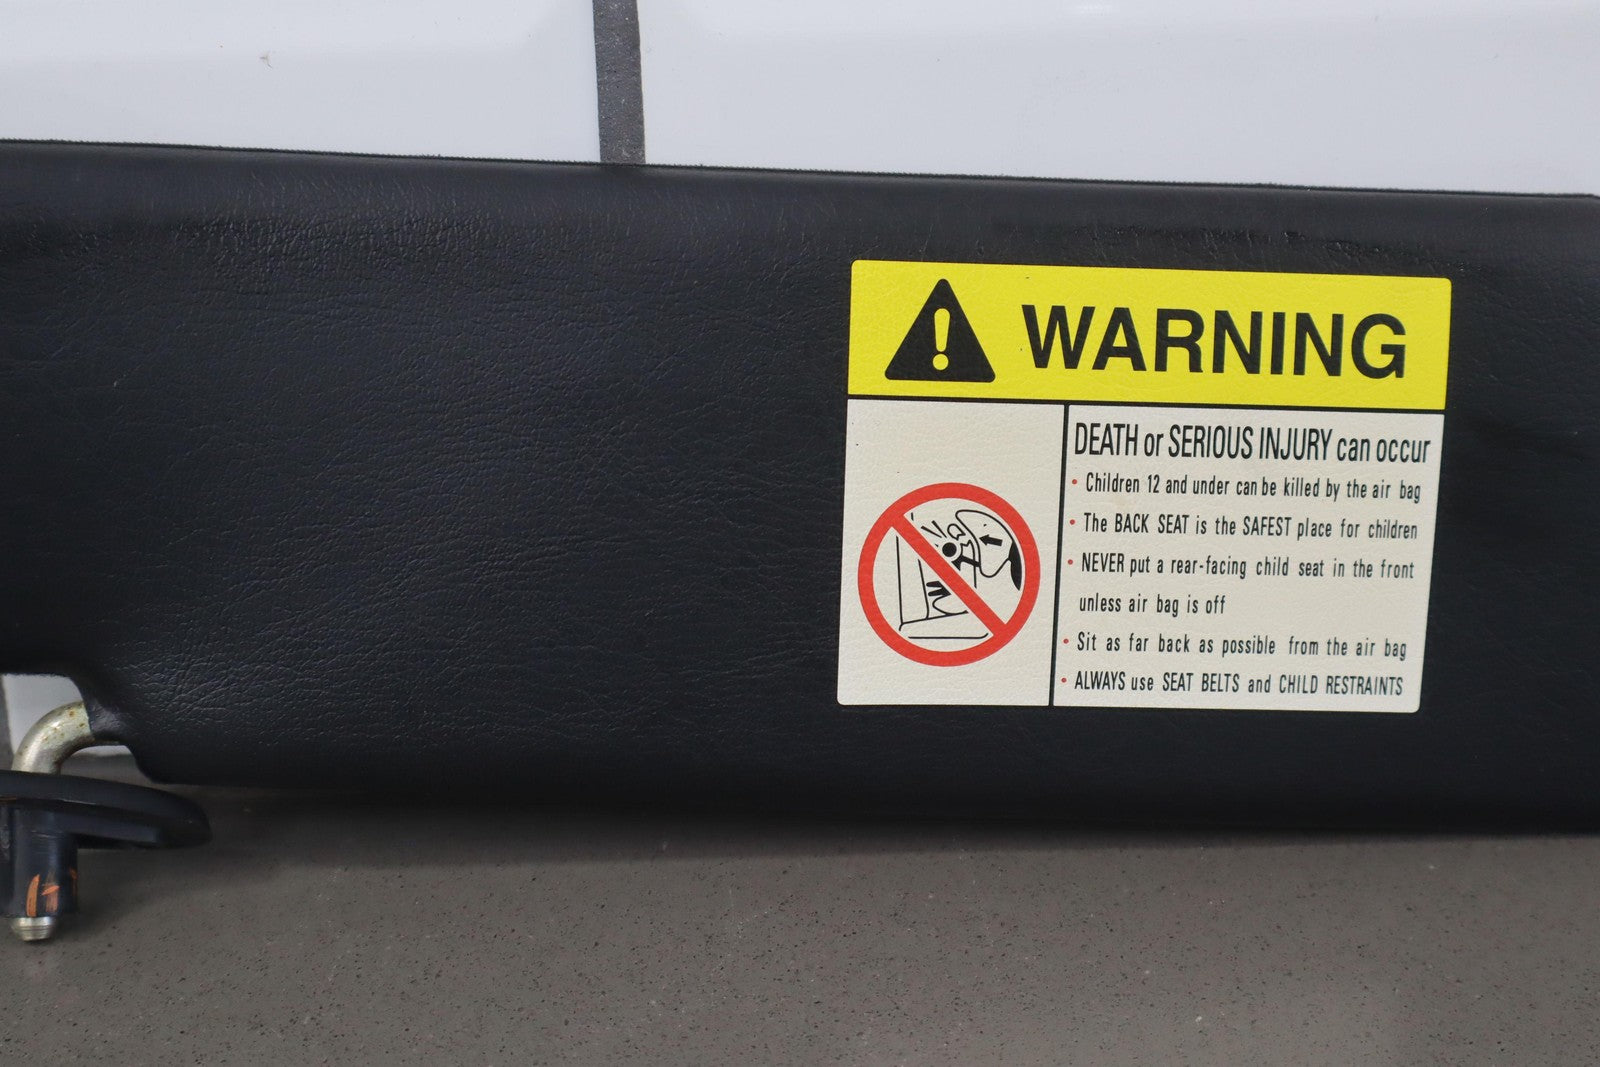 WARNING
DEATH or SERIOUS INJURY can occur
• Children 12 and under can be killed by the air bag
• The BACK SEAT is the SAFEST place for children
• NEVER put a rear-facing child seat in the front
unless air bag is off
• Sit as far back as possible from the air bag
• ALWAYS use SEAT BELTS and CHILD RESTRAINTS